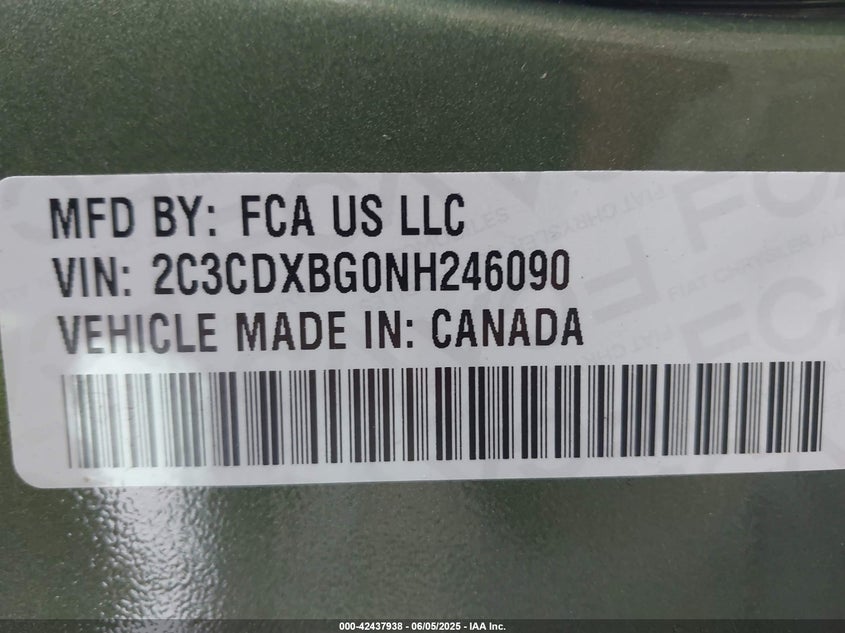 MFD BY: FCA US LLC
VIN: 2C3CDXBG0NH246090
VEHICLE MADE IN: CANADA
000-42437938 - 06/05/2025 - IAA Inc.